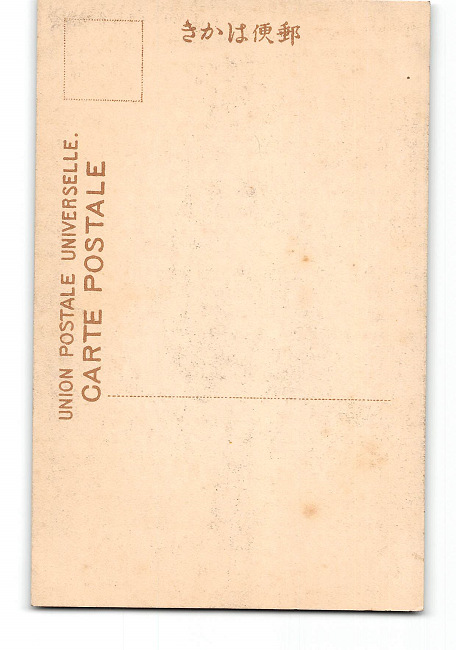 きかは便郵
UNION POSTALE UNIVERSELLE.
CARTE POSTALE